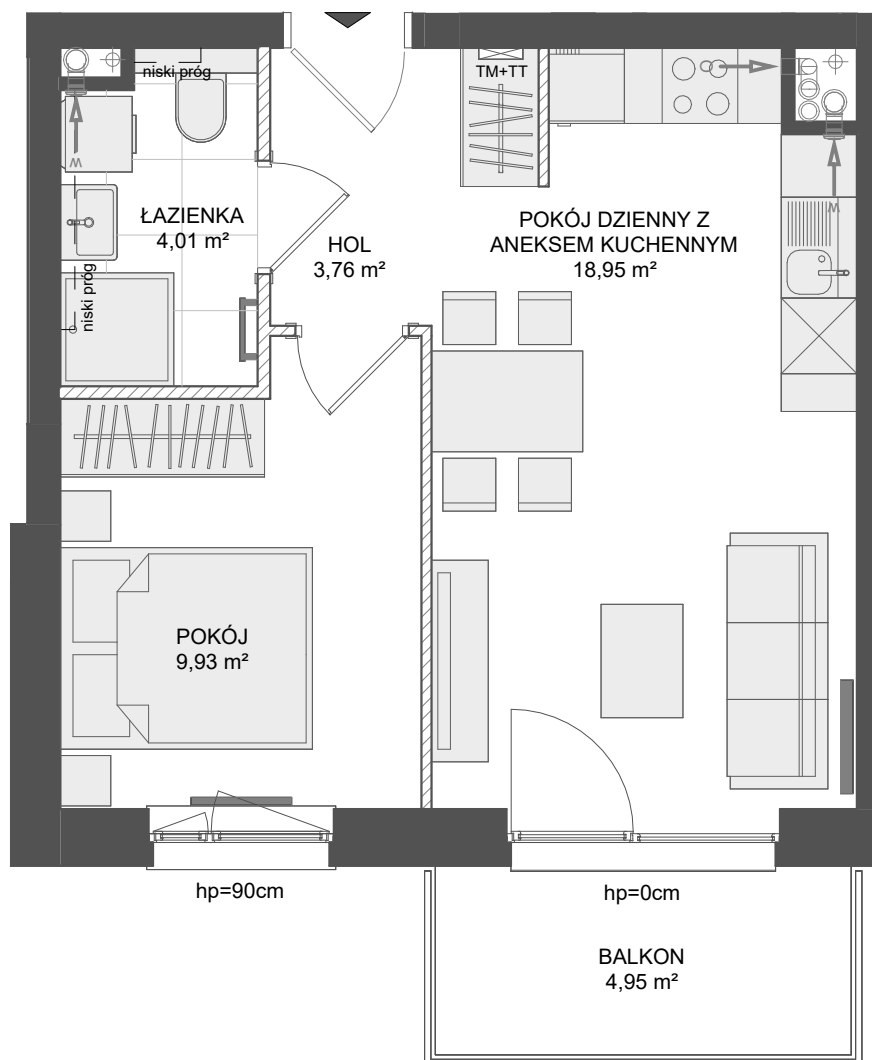 niski próg
TM+TT
W
W
ŁAZIENKA
4,01 m²
HOL
3,76 m²
POKÓJ DZIENNY Z
ANEKSEM KUCHENNYM
18,95 m²
niski próg
POKÓJ
9,93 m²
hp=90cm
hp=0cm
BALKON
4,95 m²